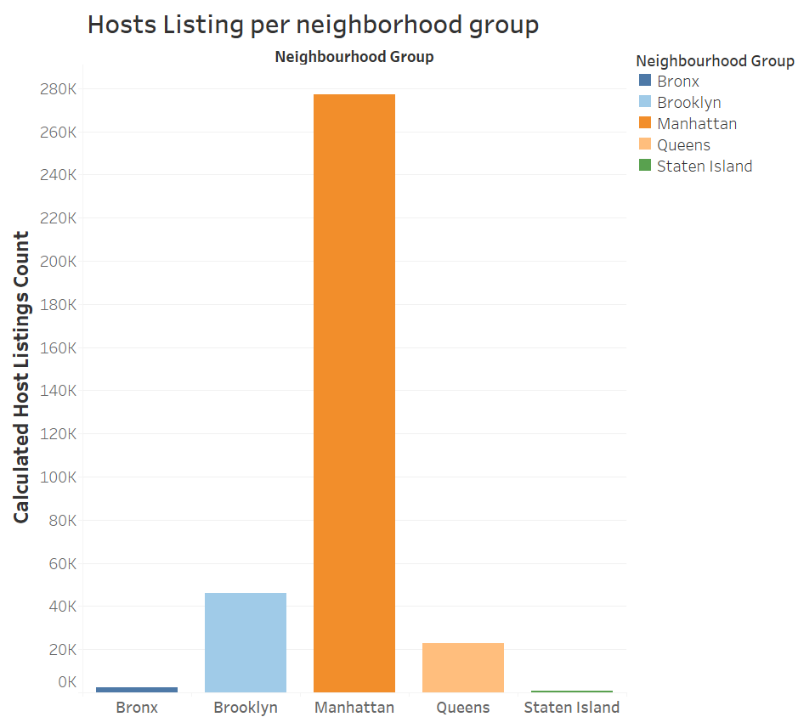 Hosts Listing per neighborhood group
Neighbourhood Group
Neighbourhood Group
Bronx
Brooklyn
Manhattan
Queens
Staten Island
Calculated Host Listings Count
280K
260K
240K
220K
200K
180K
160K
140K
120K
100K
80K
60K
40K
20K
0K
Bronx Brooklyn Manhattan Queens Staten Island